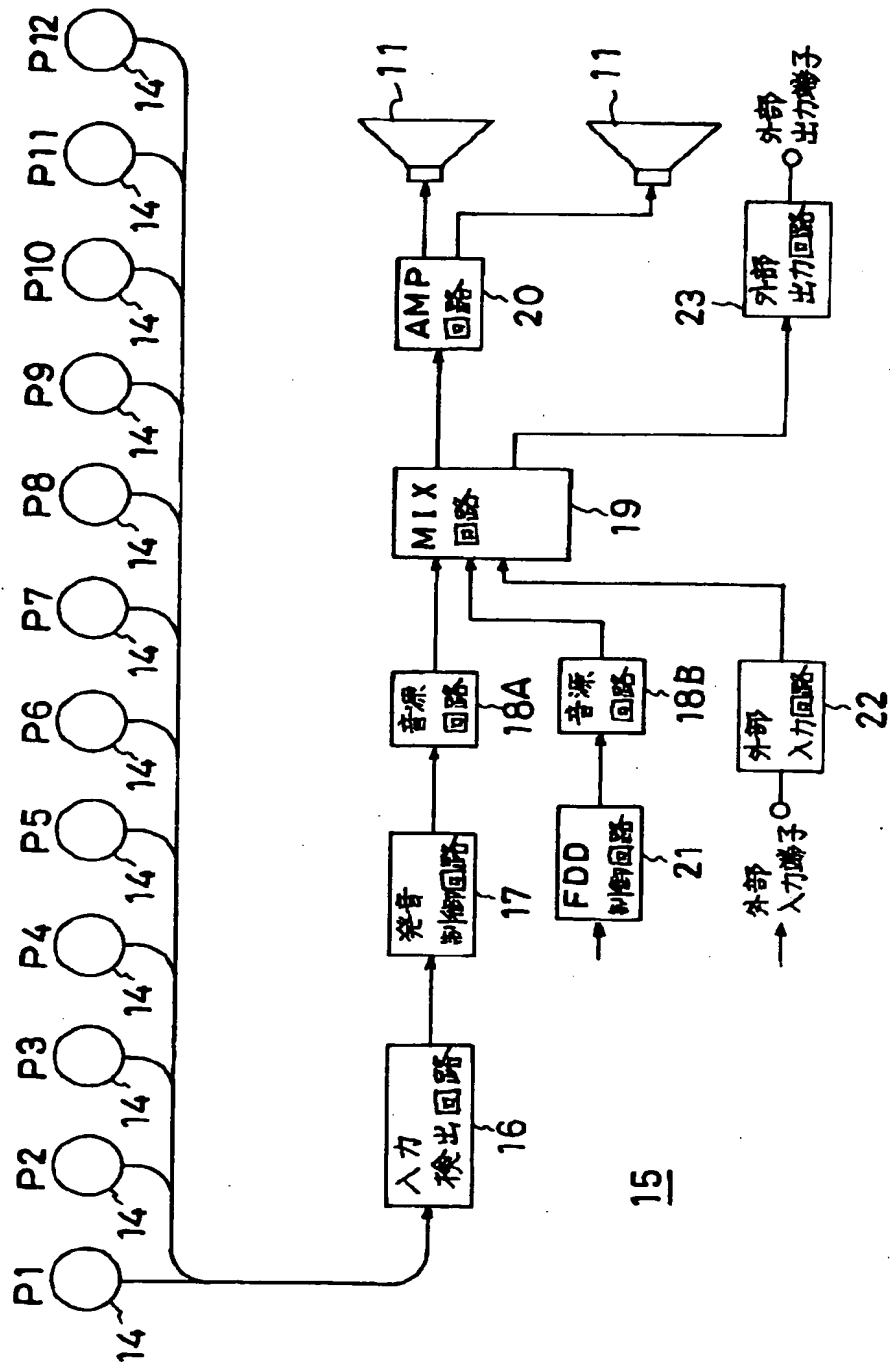 P1
P2
P3
P4
P5
P6
P7
P8
P9
P10
P11
P12
14
14
14
14
14
14
14
14
14
14
14
14
入力
検出回路
16
発音
制御回路
17
音源
回路
18A
MIX
回路
19
AMP
回路
20
11
11
FDD
制御回路
21
音源
回路
18B
外部
入力端子
外部
入力回路
22
外部
出力回路
23
外部
出力端子
15